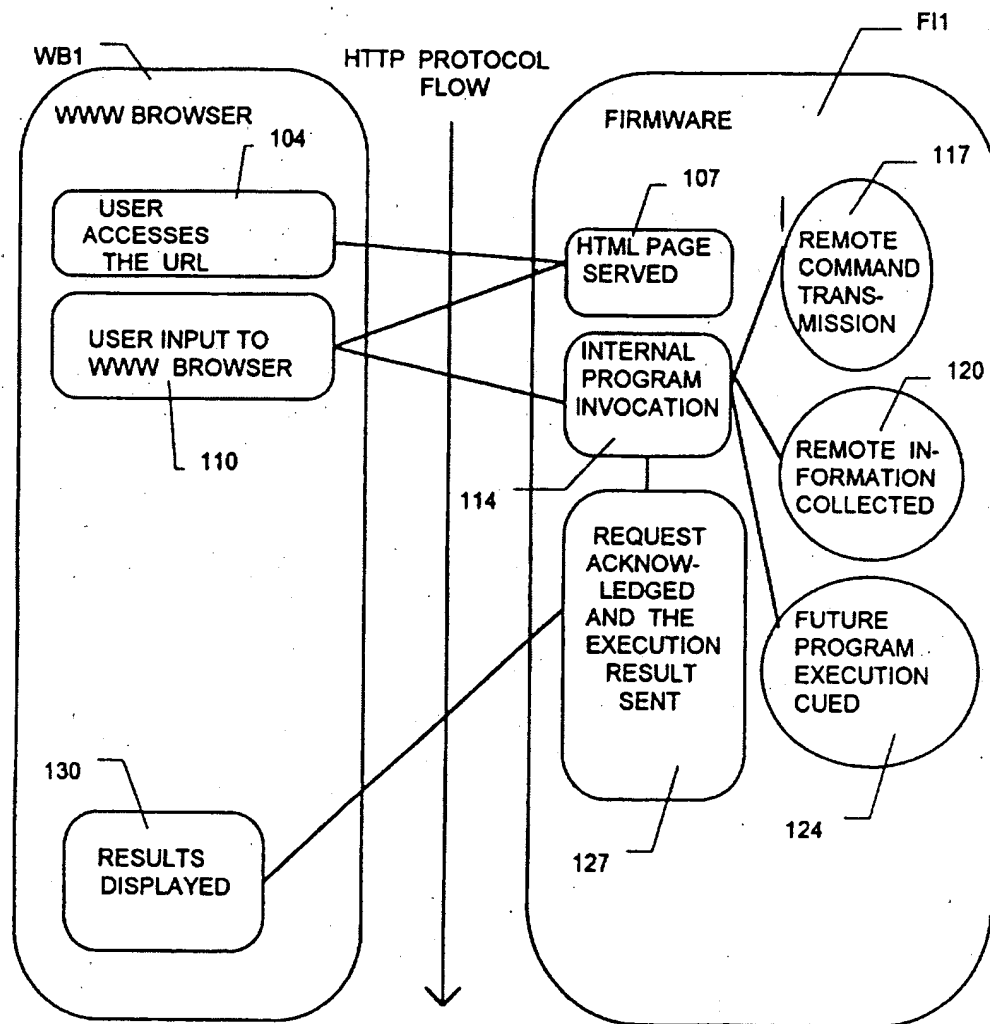 FI1
WB1
HTTP PROTOCOL
FLOW
WWW BROWSER
FIRMWARE
104
117
107
USER
ACCESSES
THE URL
HTML PAGE
SERVED
REMOTE
COMMAND
TRANS-
MISSION
USER INPUT TO
WWW BROWSER
INTERNAL
PROGRAM
INVOCATION
120
110
114
REMOTE IN-
FORMATION
COLLECTED
REQUEST
ACKNOW-
LEDGED
AND THE
EXECUTION
RESULT
SENT
FUTURE
PROGRAM
EXECUTION
CUED
130
127
124
RESULTS
DISPLAYED